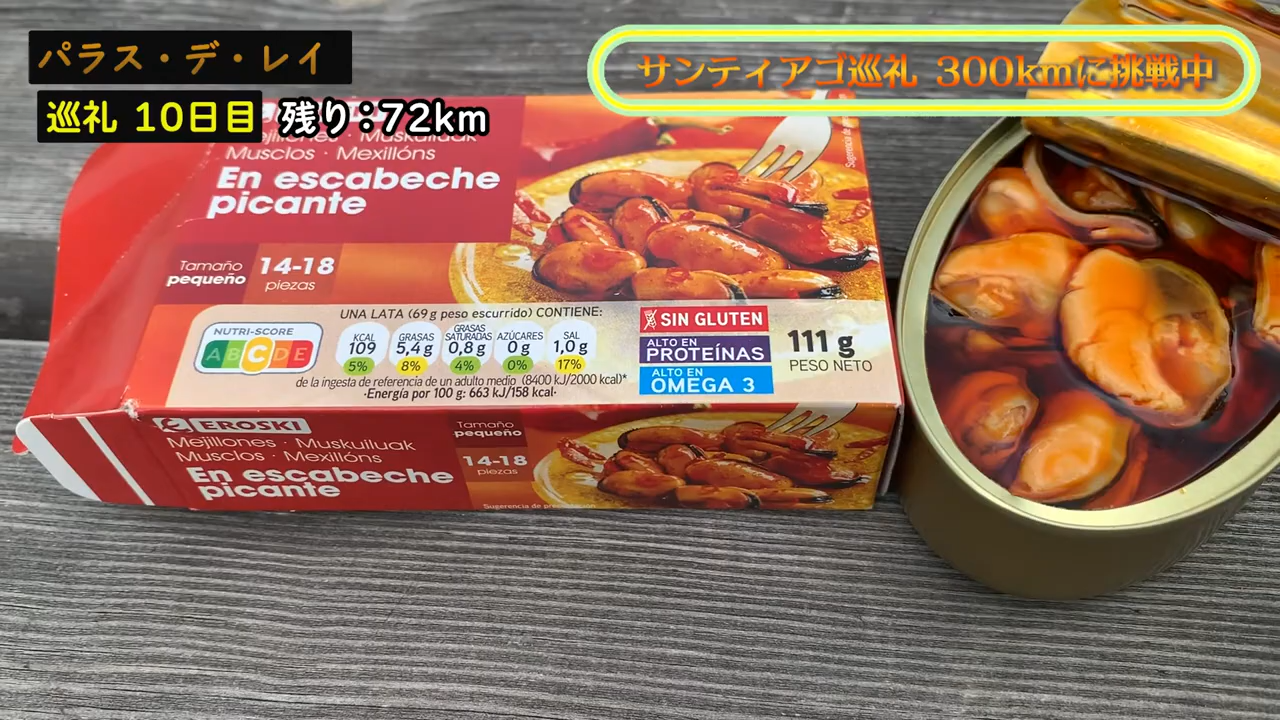 パラス・デ・レイ
サンティアゴ巡礼 300kmに挑戦中
巡礼 10日目 残り:72km
Musclos · Mexillóns
En escabeche
picante
Tamaño
pequeño
14-18
piezas
UNA LATA (69 g peso escurrido) CONTIENE:
NUTRI-SCORE
A B C D E
KCAL
109
5%
GRASAS
5,4 g
8%
GRASAS
SATURADAS
0,8 g
4%
AZÚCARES
0 g
0%
SAL
1,0 g
17%
de la ingesta de referencia de un adulto medio (8400 kJ/2000 kcal)*
·Energía por 100 g: 663 kJ/158 kcal·
SIN GLUTEN
ALTO EN
PROTEÍNAS
ALTO EN
OMEGA 3
111 g
PESO NETO
EROSKI
Mejillones · Muskuiluak
Musclos · Mexillóns
En escabeche
picante
Tamaño
pequeño
14-18
piezas